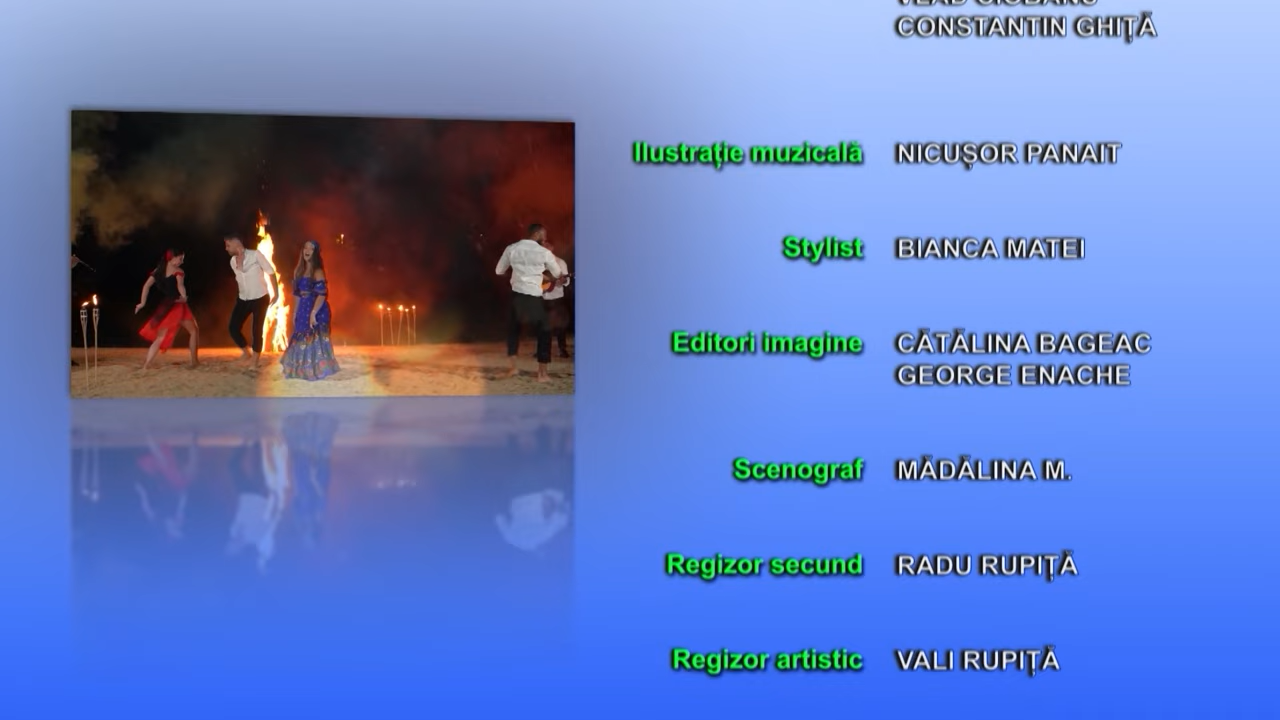 CONSTANTIN GHIȚĂ
Ilustrație muzicală NICUȘOR PANAIT
Stylist BIANCA MATEI
Editori imagine CĂTĂLINA BAGEAC
GEORGE ENACHE
Scenograf MĂDĂLINA M.
Regizor secund RADU RUPIȚĂ
Regizor artistic VALI RUPIȚĂ